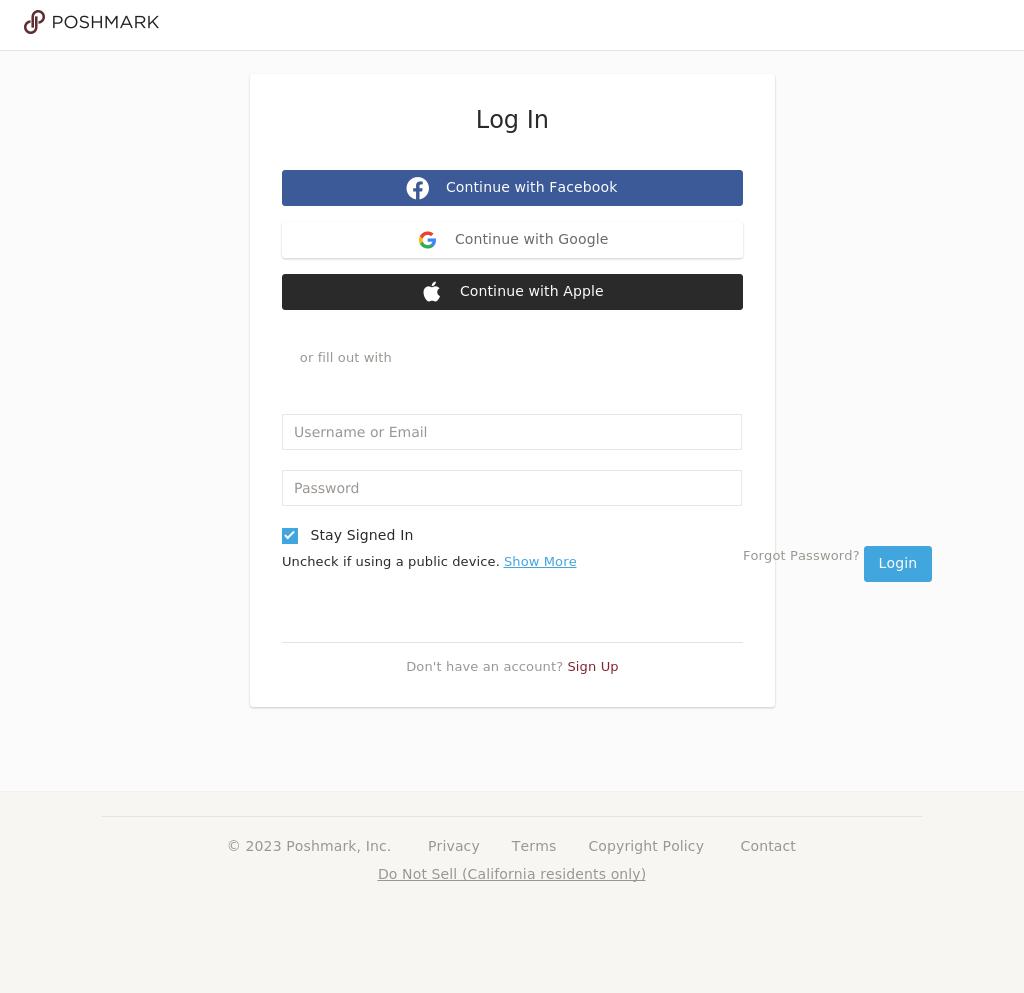 POSHMARK
Log In
Continue with Facebook
Continue with Google
Continue with Apple
or fill out with
Username or Email
Password
Stay Signed In
Uncheck if using a public device. Show More
Forgot Password? Login
Don't have an account? Sign Up
© 2023 Poshmark, Inc. Privacy Terms Copyright Policy Contact
Do Not Sell (California residents only)